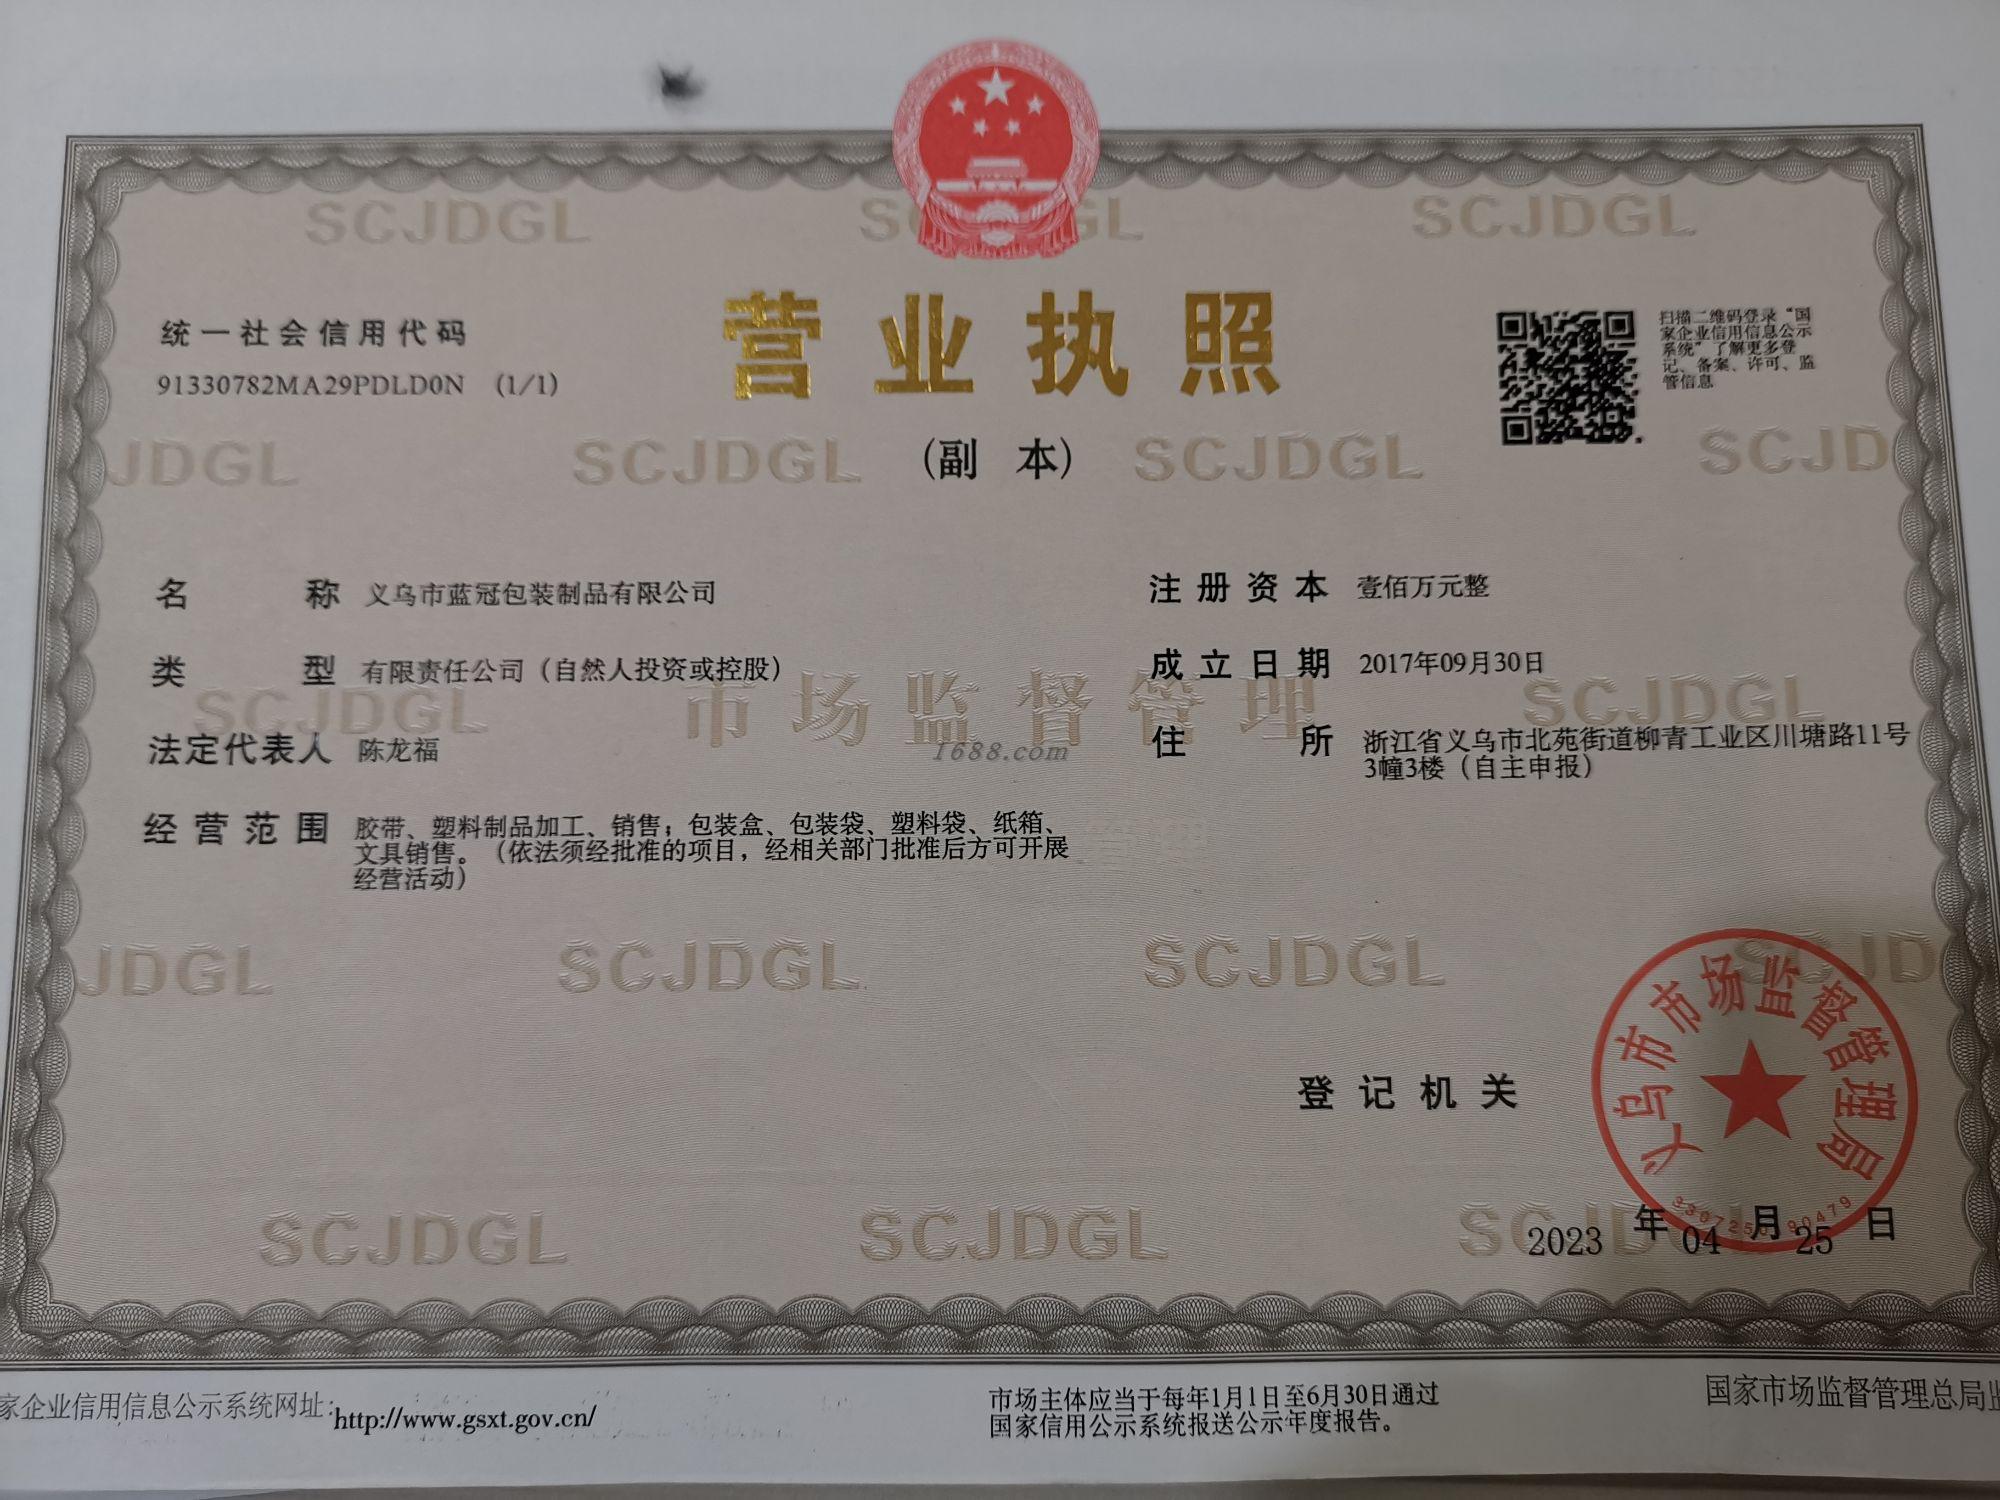 SCJDGL SCJDGL SCJDGL
统一社会信用代码
91330782MA29PDLD0N (1/1)
营业执照
(副 本)
扫描二维码登录“国
家企业信用信息公示
系统”了解更多登
记、备案、许可、监
管信息
JDGL SCJDGL SCJDGL SCJD
名 称 义乌市蓝冠包装制品有限公司
类 型 有限责任公司（自然人投资或控股）
法定代表人 陈龙福
经营范围 胶带、塑料制品加工、销售；包装盒、包装袋、塑料袋、纸箱、
文具销售。（依法须经批准的项目，经相关部门批准后方可开展
经营活动）
注册资本 壹佰万元整
成立日期 2017年09月30日
住 所 浙江省义乌市北苑街道柳青工业区川塘路11号
3幢3楼（自主申报）
SCJDGL 市场监督管理 SCJDGL
1688.com
JDGL SCJDGL SCJDGL SCJD
登记机关
义乌市市场监督管理局
SCJDGL SCJDGL SCJDGL
2023 年 04 月 25 日
家企业信用信息公示系统网址：http://www.gsxt.gov.cn/
市场主体应当于每年1月1日至6月30日通过
国家信用公示系统报送公示年度报告。
国家市场监督管理总局监